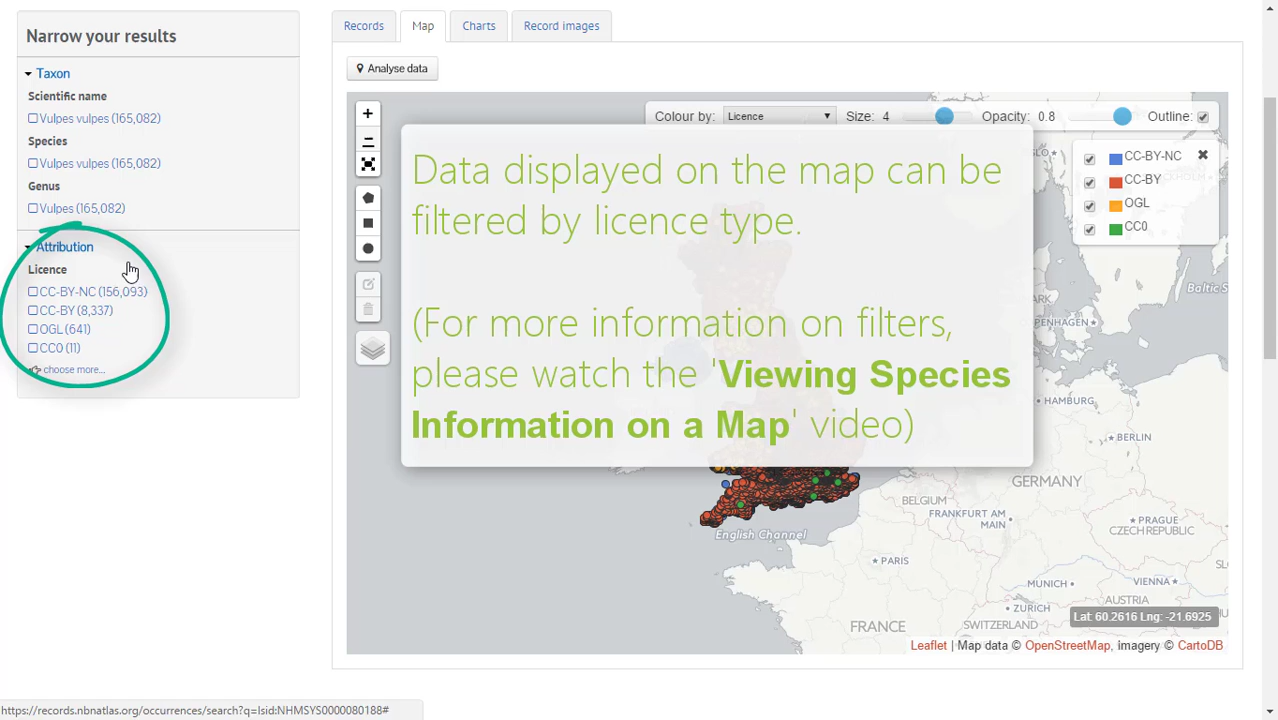 Narrow your results
Taxon
Scientific name
Vulpes vulpes (165,082)
Species
Vulpes vulpes (165,082)
Genus
Vulpes (165,082)
Attribution
Licence
CC-BY-NC (156,093)
CC-BY (8,337)
OGL (641)
CC0 (11)
choose more...
Records Map Charts Record images
Analyse data
Colour by: Licence Size: 4 Opacity: 0.8 Outline:
CC-BY-NC
CC-BY
OGL
CC0
Data displayed on the map can be
filtered by licence type.
(For more information on filters,
please watch the 'Viewing Species
Information on a Map' video)
Baltic S
PENHAGEN
HAMBURG
BERLIN
GERMANY
BELGIUM
FRANKFURT AM
MAIN
PRAGUE
CZECH REPUBLIC
English Channel
PARIS
MUNICH
VIENNA
AUSTRIA
ZURICH
SWITZERLAND
FRANCE
Lat: 60.2616 Lng: -21.6925
Leaflet | Map data © OpenStreetMap, imagery © CartoDB
https://records.nbnatlas.org/occurrences/search?q=lsid:NHMSYS0000080188#